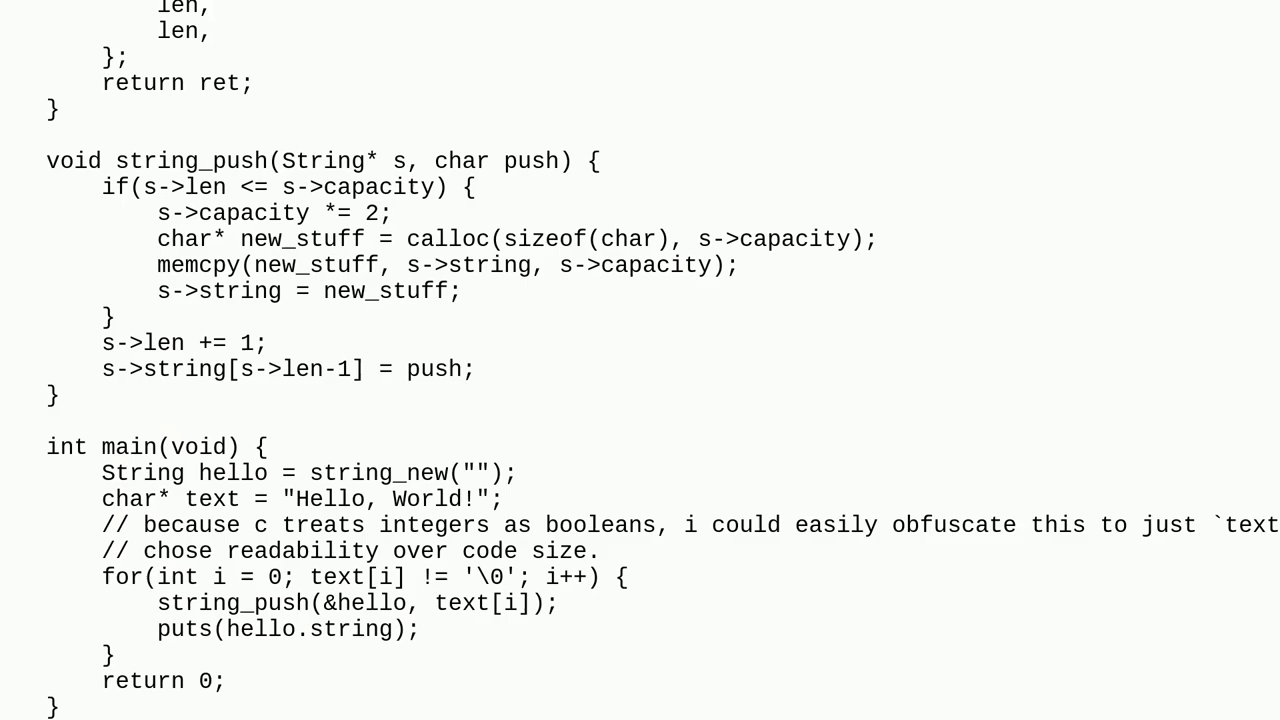 len,
len,
};
return ret;
}
void string_push(String* s, char push) {
if(s->len <= s->capacity) {
s->capacity *= 2;
char* new_stuff = calloc(sizeof(char), s->capacity);
memcpy(new_stuff, s->string, s->capacity);
s->string = new_stuff;
}
s->len += 1;
s->string[s->len-1] = push;
}
int main(void) {
String hello = string_new("");
char* text = "Hello, World!";
// because c treats integers as booleans, i could easily obfuscate this to just `text
// chose readability over code size.
for(int i = 0; text[i] != '\0'; i++) {
string_push(&hello, text[i]);
puts(hello.string);
}
return 0;
}